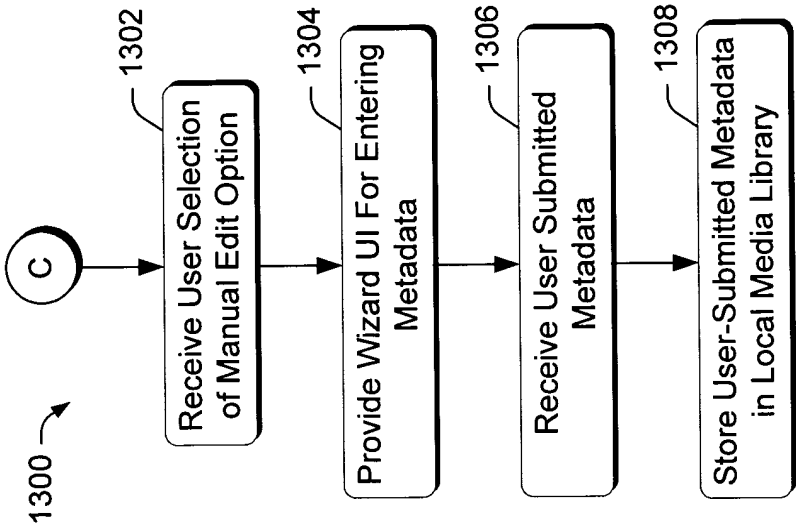 1300
C
1302
Receive User Selection
of Manual Edit Option
1304
Provide Wizard UI For Entering
Metadata
1306
Receive User Submitted
Metadata
1308
Store User-Submitted Metadata
in Local Media Library